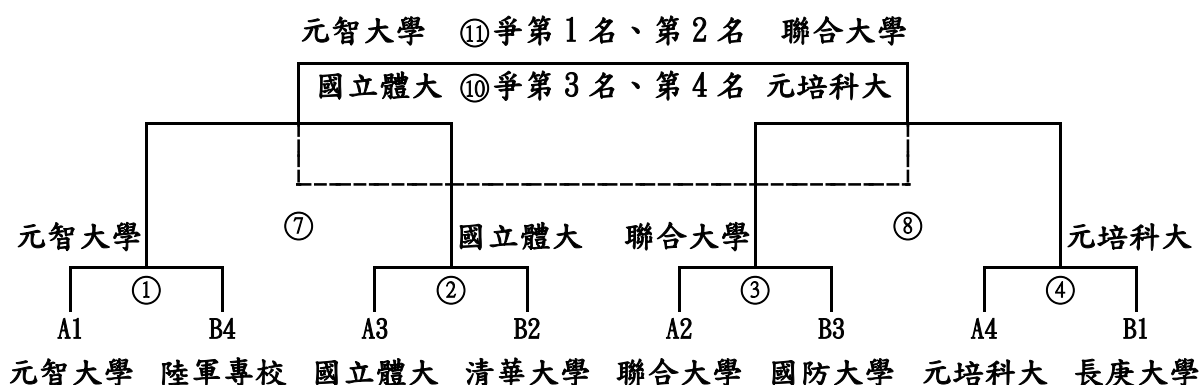 元智大學 ⑪爭第1名、第2名 聯合大學
國立體大 ⑩爭第3名、第4名 元培科大
⑦ ⑧
元智大學 國立體大 聯合大學 元培科大
① ② ③ ④
A1 B4 A3 B2 A2 B3 A4 B1
元智大學 陸軍專校 國立體大 清華大學 聯合大學 國防大學 元培科大 長庚大學